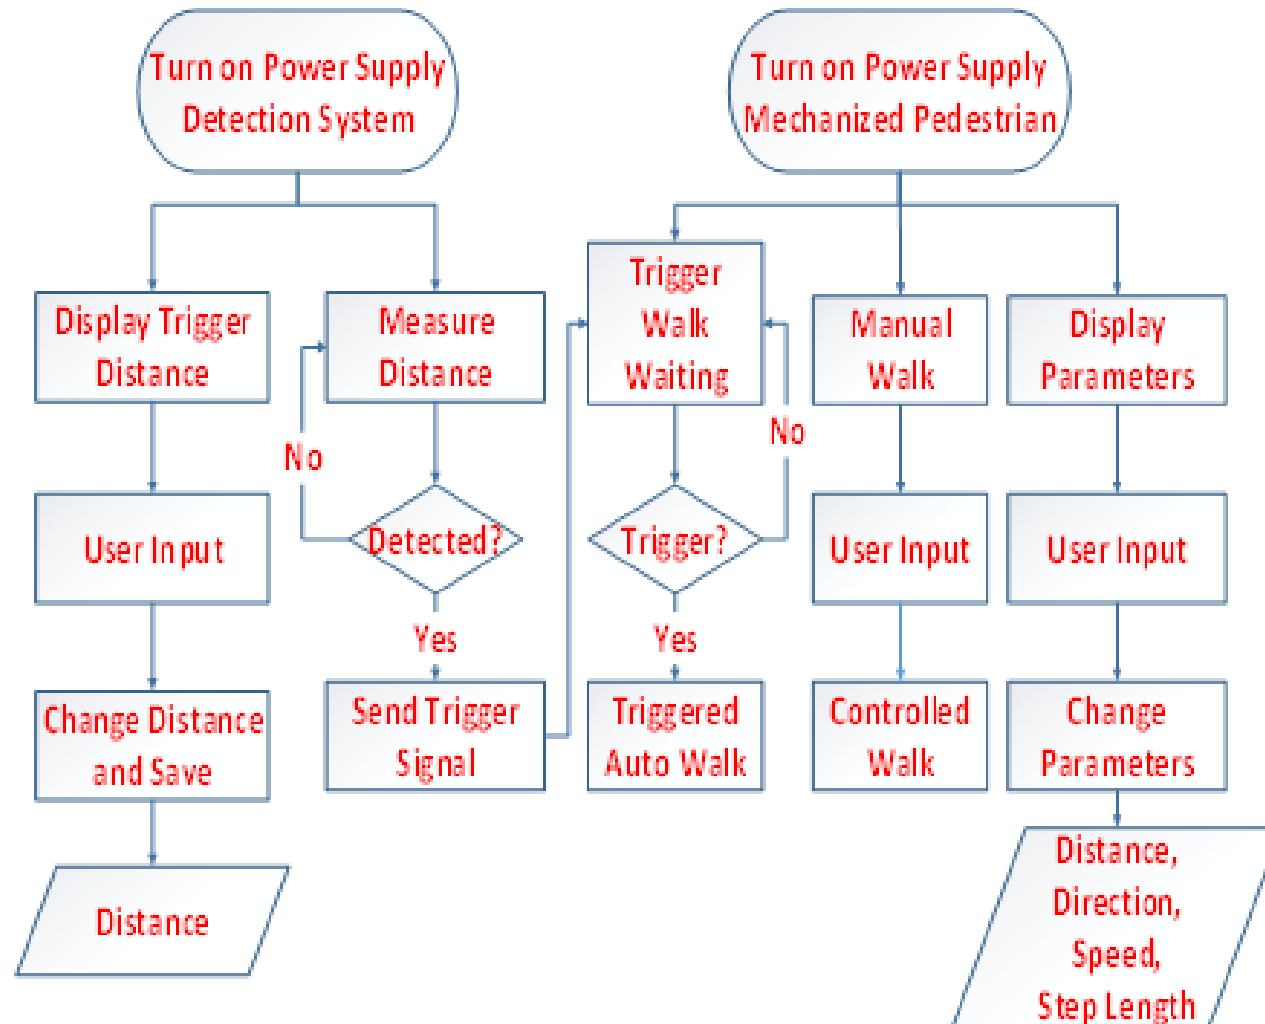 Turn on Power Supply
Detection System
Turn on Power Supply
Mechanized Pedestrian
Display Trigger
Distance
Measure
Distance
Trigger
Walk
Waiting
Manual
Walk
Display
Parameters
No
No
User Input
Detected?
Trigger?
User Input
User Input
Yes
Yes
Change Distance
and Save
Send Trigger
Signal
Triggered
Auto Walk
Controlled
Walk
Change
Parameters
Distance
Distance,
Direction,
Speed,
Step Length